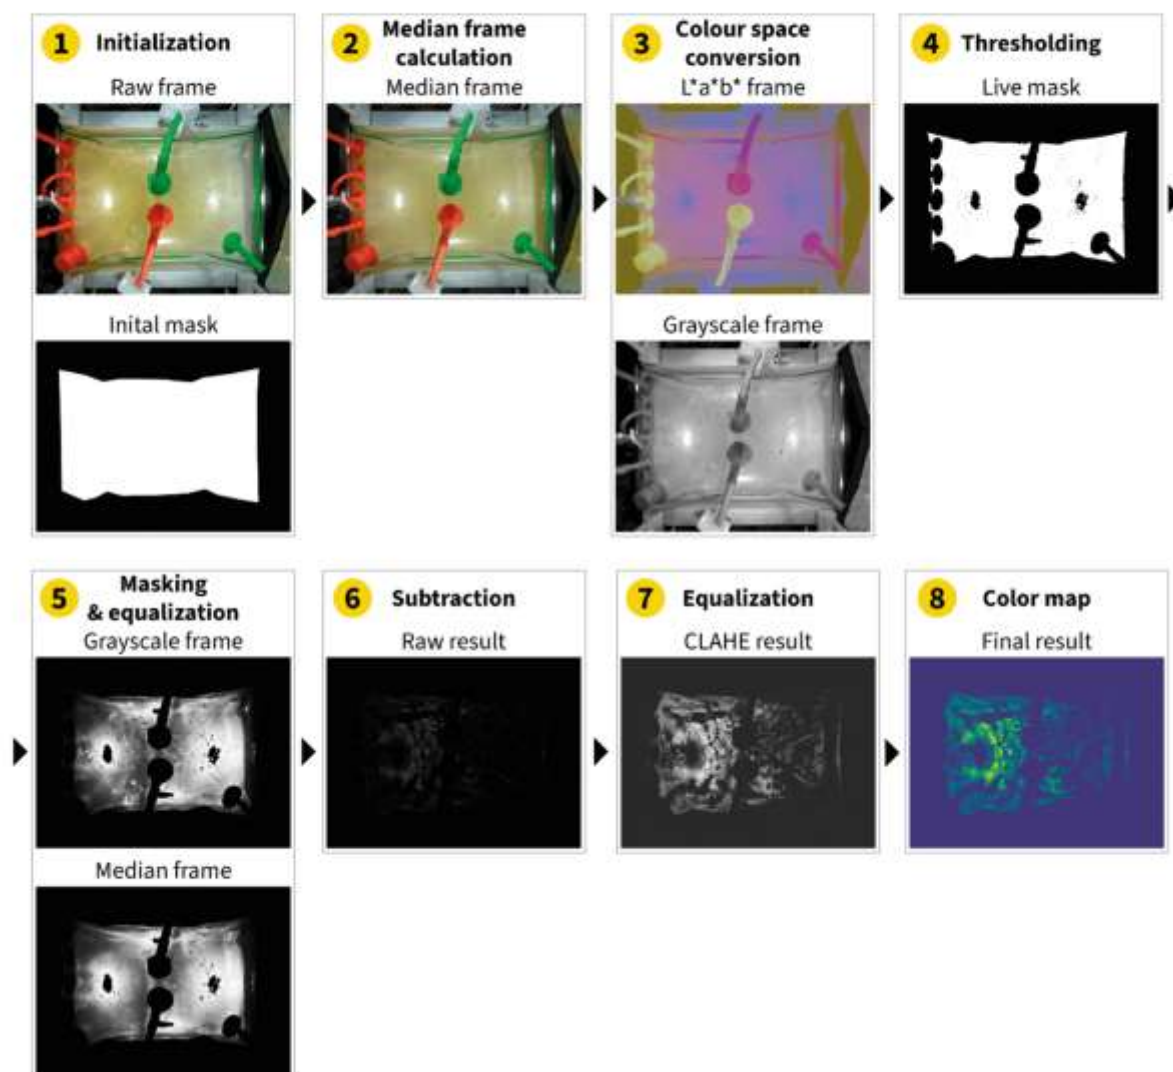 1 Initialization
Raw frame
Inital mask
2 Median frame
calculation
Median frame
3 Colour space
conversion
L*a*b* frame
Grayscale frame
4 Thresholding
Live mask
5 Masking
& equalization
Grayscale frame
Median frame
6 Subtraction
Raw result
7 Equalization
CLAHE result
8 Color map
Final result